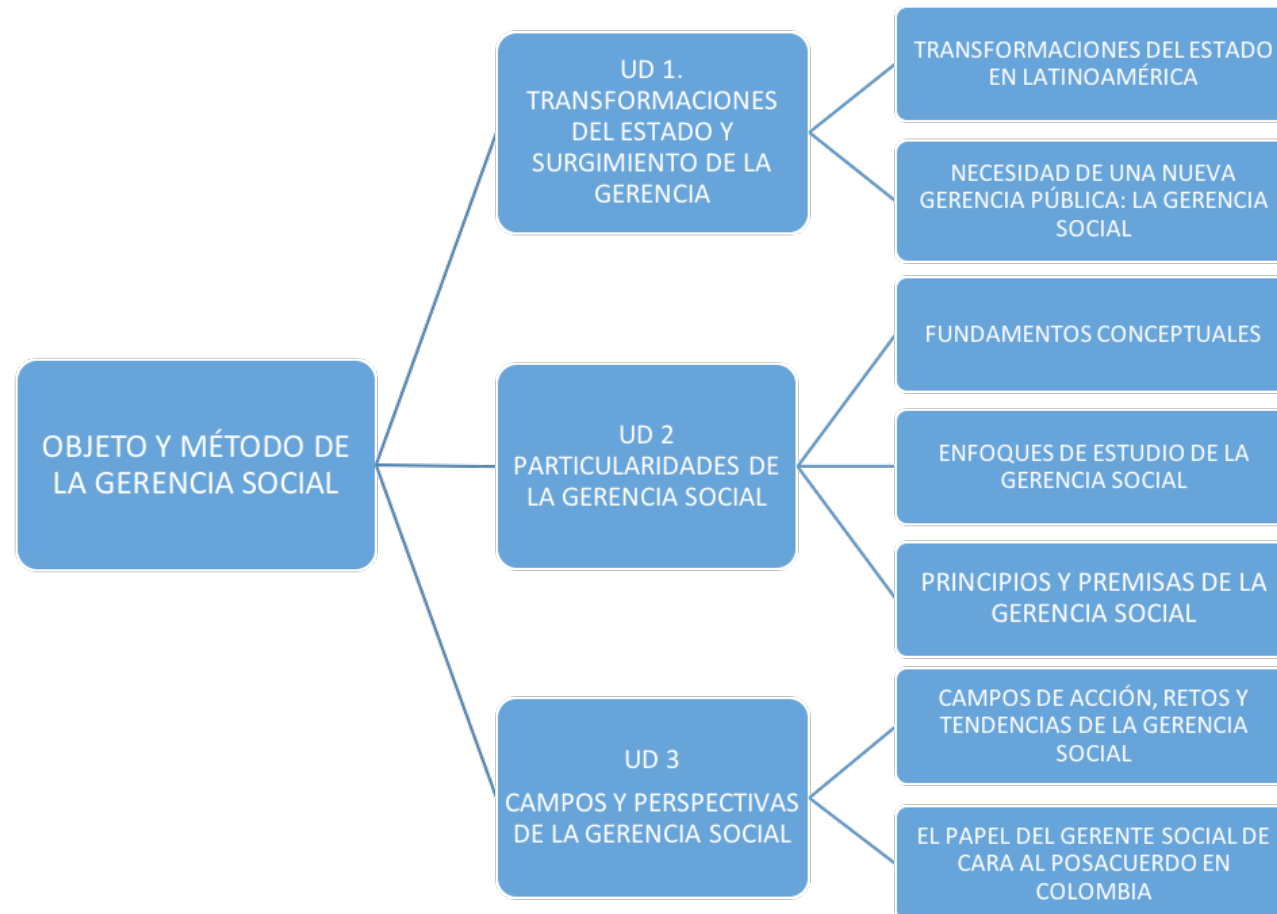 OBJETO Y MÉTODO DE
LA GERENCIA SOCIAL
UD 1.
TRANSFORMACIONES
DEL ESTADO Y
SURGIMIENTO DE LA
GERENCIA
TRANSFORMACIONES DEL ESTADO
EN LATINOAMÉRICA
NECESIDAD DE UNA NUEVA
GERENCIA PÚBLICA: LA GERENCIA
SOCIAL
UD 2
PARTICULARIDADES DE
LA GERENCIA SOCIAL
FUNDAMENTOS CONCEPTUALES
ENFOQUES DE ESTUDIO DE LA
GERENCIA SOCIAL
PRINCIPIOS Y PREMISAS DE LA
GERENCIA SOCIAL
UD 3
CAMPOS Y PERSPECTIVAS
DE LA GERENCIA SOCIAL
CAMPOS DE ACCIÓN, RETOS Y
TENDENCIAS DE LA GERENCIA
SOCIAL
EL PAPEL DEL GERENTE SOCIAL DE
CARA AL POSACUERDO EN
COLOMBIA